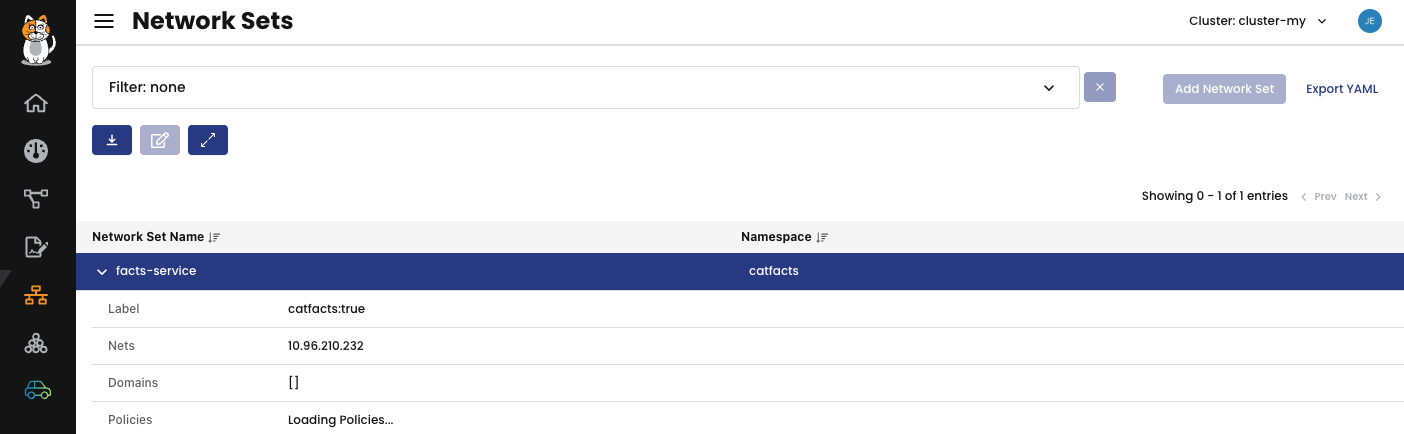 Network Sets
Cluster: cluster-my
JE
Filter: none
Add Network Set
Export YAML
Showing 0 - 1 of 1 entries
Prev
Next
Network Set Name
Namespace
facts-service
catfacts
Label
catfacts:true
Nets
10.96.210.232
Domains
[]
Policies
Loading Policies...